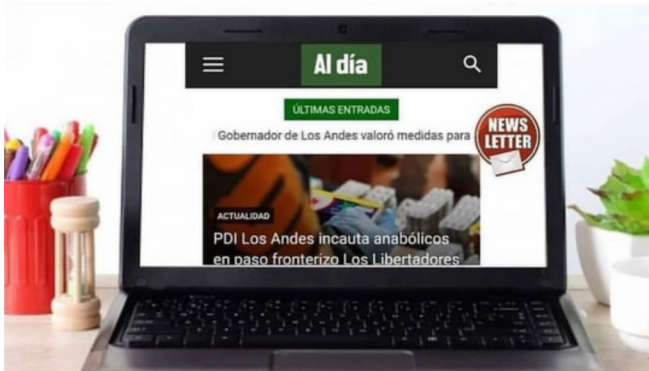 Al día
ÚLTIMAS ENTRADAS
Gobernador de Los Andes valoró medidas para
NEWS
LETTER
ACTUALIDAD
PDI Los Andes incauta anabólicos
en paso fronterizo Los Libertadores